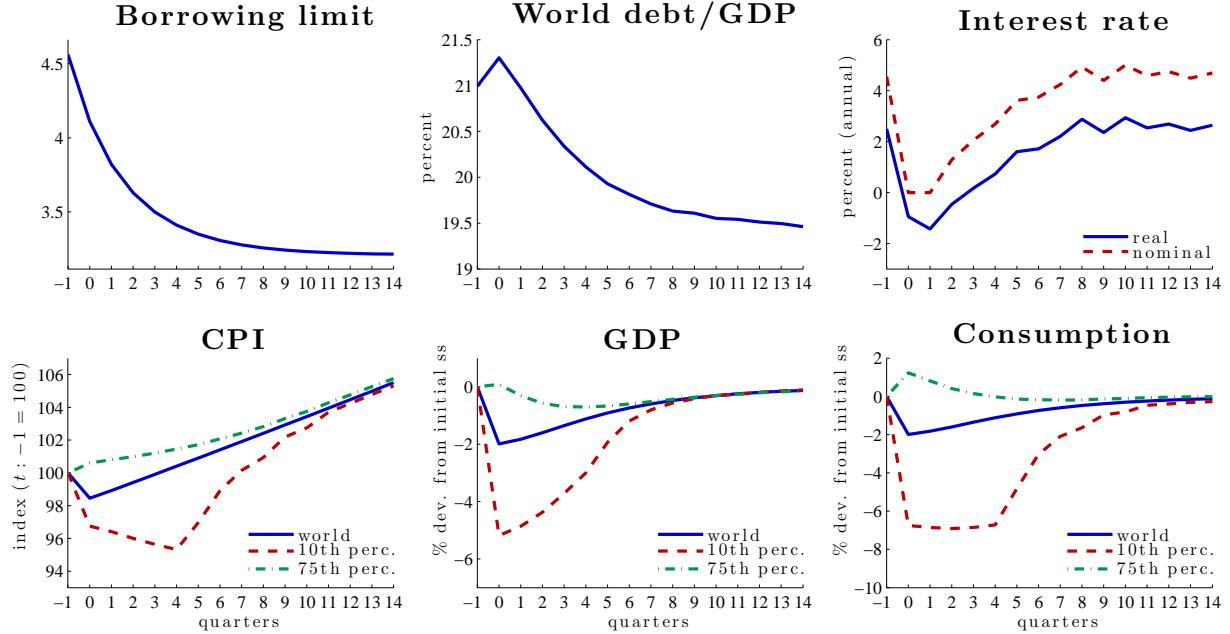 Borrowing limit
4.5
4
3.5
−1 0 1 2 3 4 5 6 7 8 9 10 11 12 13 14
World debt/GDP
percent
21.5
21
20.5
20
19.5
19
−1 0 1 2 3 4 5 6 7 8 9 10 11 12 13 14
Interest rate
percent (annual)
6
4
2
0
−2
real
nominal
−1 0 1 2 3 4 5 6 7 8 9 10 11 12 13 14
CPI
index (t : −1 = 100)
106
104
102
100
98
96
94
world
10th perc.
75th perc.
−1 0 1 2 3 4 5 6 7 8 9 10 11 12 13 14
quarters
GDP
% dev. from initial ss
0
−2
−4
−6
world
10th perc.
75th perc.
−1 0 1 2 3 4 5 6 7 8 9 10 11 12 13 14
quarters
Consumption
% dev. from initial ss
2
0
−2
−4
−6
−8
−10
world
10th perc.
75th perc.
−1 0 1 2 3 4 5 6 7 8 9 10 11 12 13 14
quarters